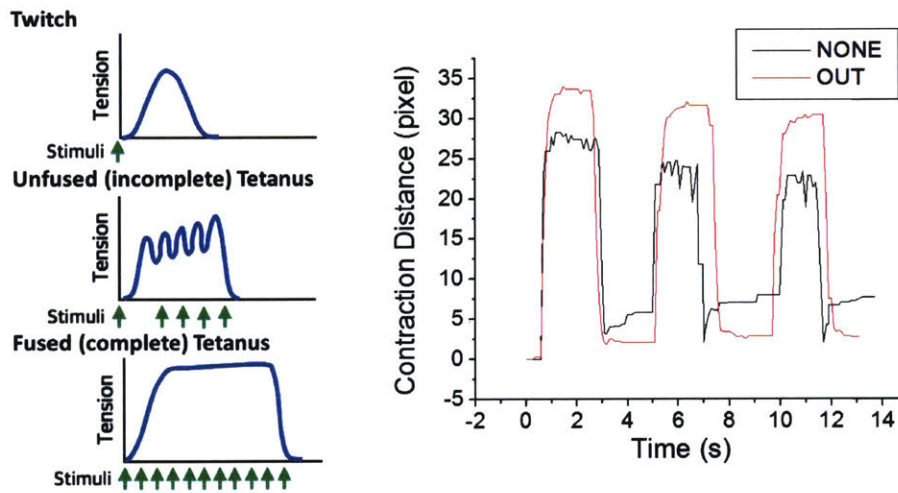 Twitch
Tension
Stimuli
Unfused (incomplete) Tetanus
Tension
Stimuli
Fused (complete) Tetanus
Tension
Stimuli
NONE
OUT
Contraction Distance (pixel)
35
30
25
20
15
10
5
0
-5
-2 0 2 4 6 8 10 12 14
Time (s)